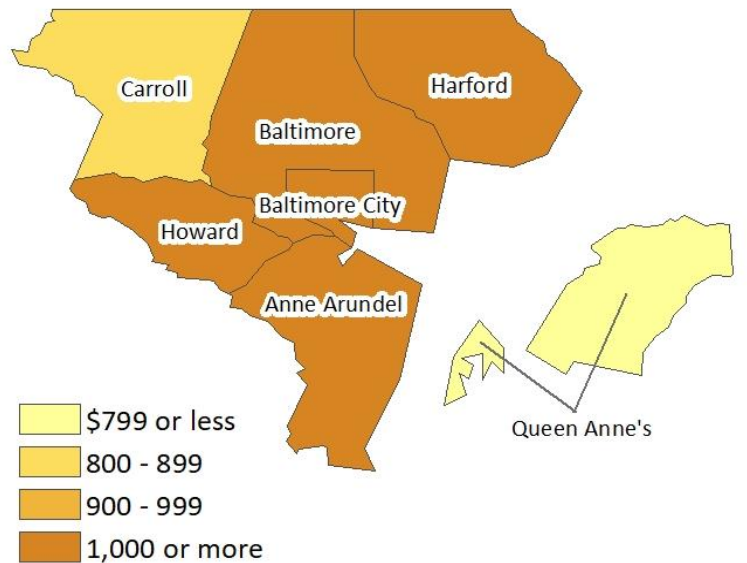 Carroll
Harford
Baltimore
Baltimore City
Howard
Anne Arundel
Queen Anne's
$799 or less
800 - 899
900 - 999
1,000 or more